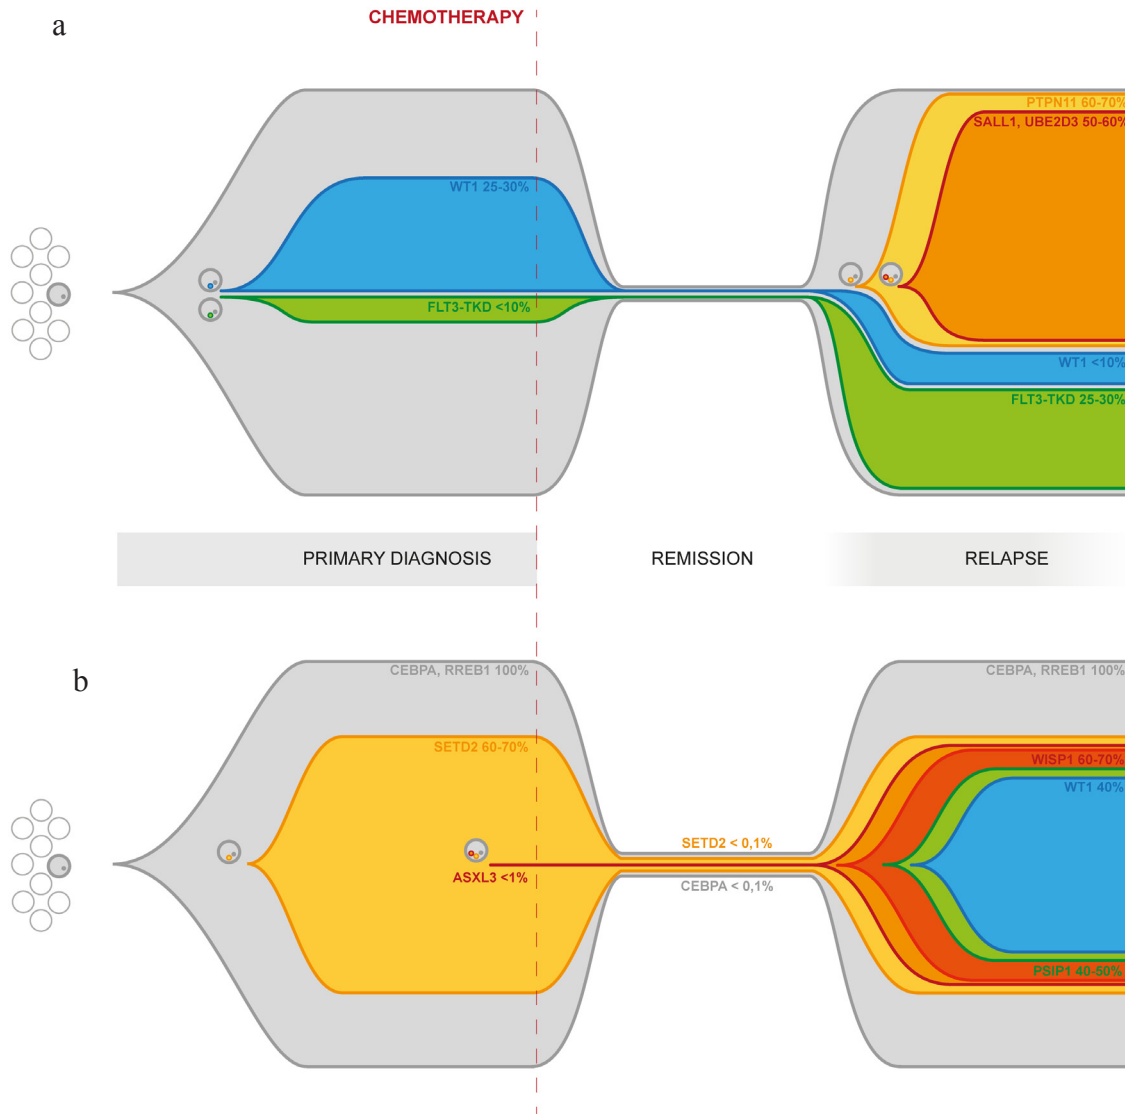 CHEMOTHERAPY
a
PTPN11 60-70%
SALL1, UBE2D3 50-60%
WT1 25-30%
FLT3-TKD <10%
WT1 <10%
FLT3-TKD 25-30%
PRIMARY DIAGNOSIS
REMISSION
RELAPSE
b
CEBPA, RREB1 100%
CEBPA, RREB1 100%
SETD2 60-70%
WISP1 60-70%
WT1 40%
SETD2 < 0,1%
ASXL3 <1%
CEBPA < 0,1%
PSIP1 40-50%